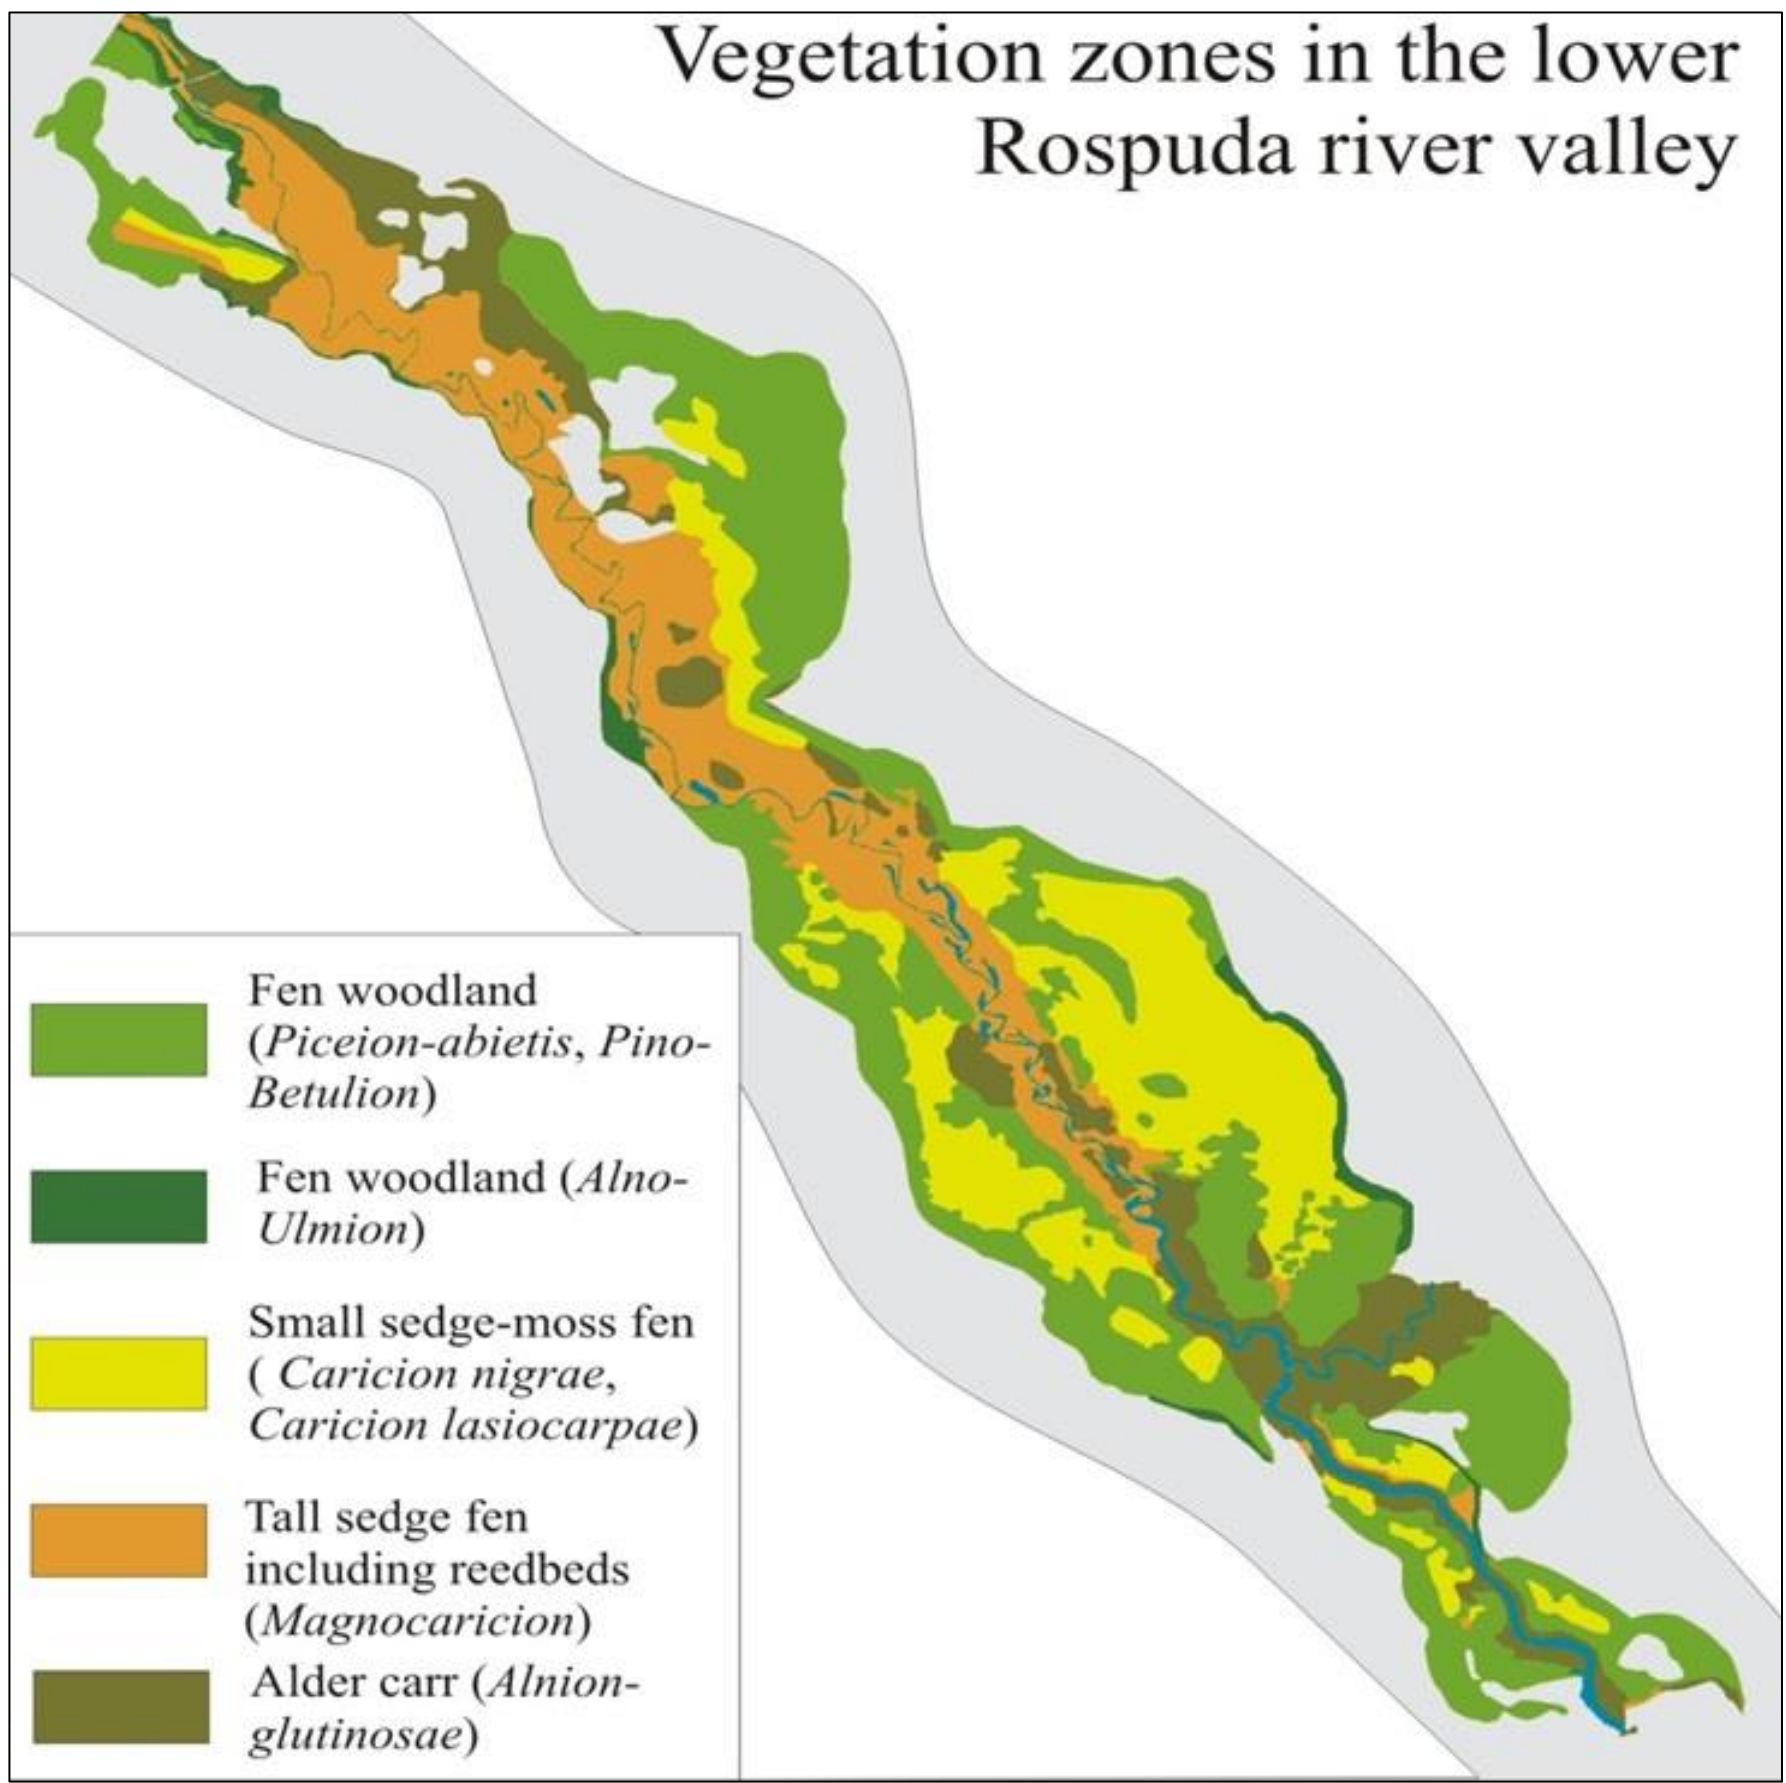 Vegetation zones in the lower
Rospuda river valley
Fen woodland
(Piceion-abietis, Pino-
Betulion)
Fen woodland (Alno-
Ulmion)
Small sedge-moss fen
( Caricion nigrae,
Caricion lasiocarpae)
Tall sedge fen
including reedbeds
(Magnocaricion)
Alder carr (Alnion-
glutinosae)